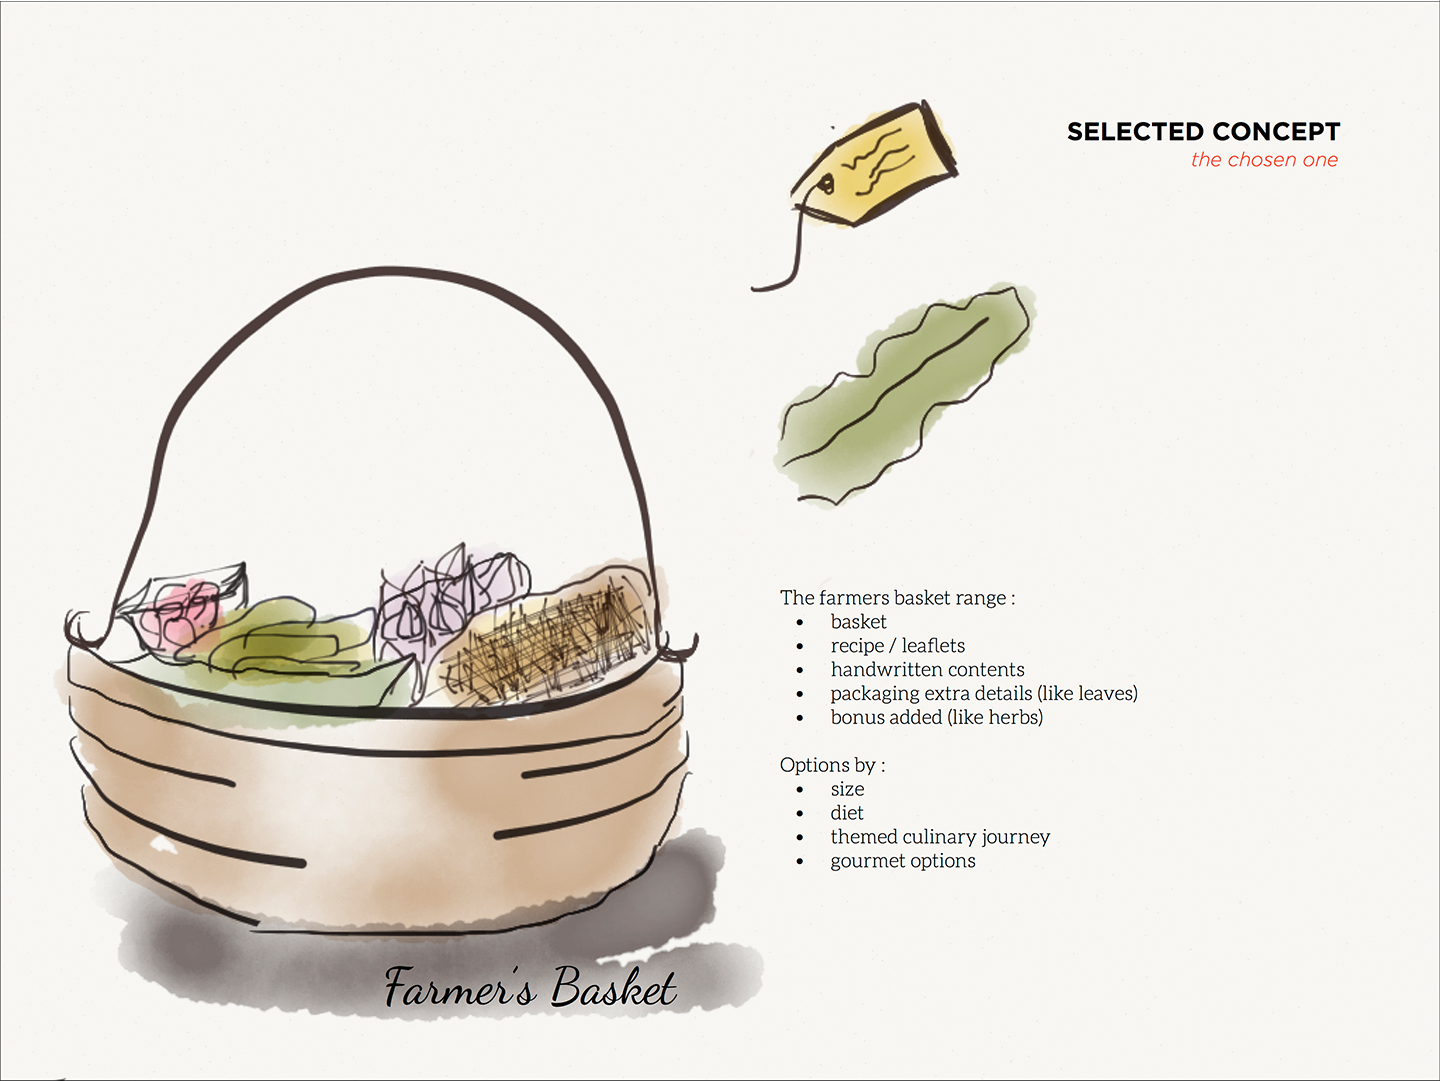 SELECTED CONCEPT
the chosen one
The farmers basket range :
• basket
• recipe / leaflets
• handwritten contents
• packaging extra details (like leaves)
• bonus added (like herbs)
Options by :
• size
• diet
• themed culinary journey
• gourmet options
Farmer's Basket